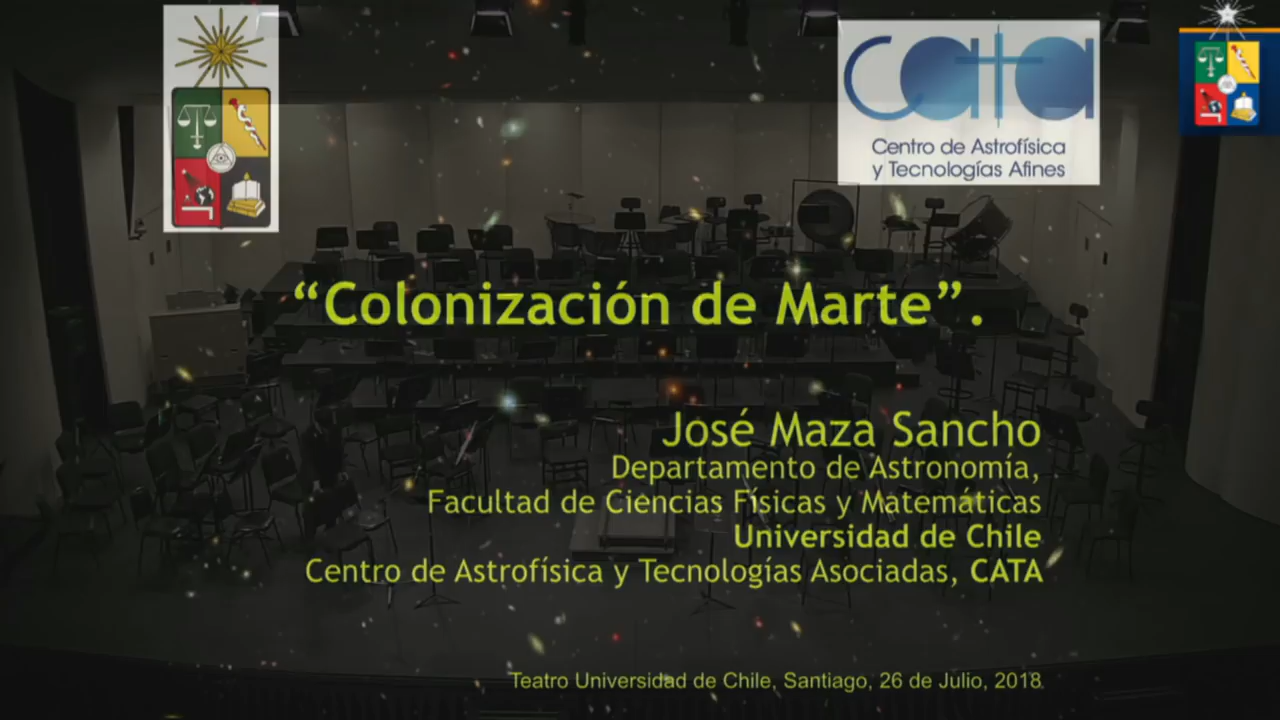 cata
Centro de Astrofísica
y Tecnologías Afines
“Colonización de Marte”.
José Maza Sancho
Departamento de Astronomía,
Facultad de Ciencias Físicas y Matemáticas
Universidad de Chile
Centro de Astrofísica y Tecnologías Asociadas, CATA
Teatro Universidad de Chile, Santiago, 26 de Julio, 2018